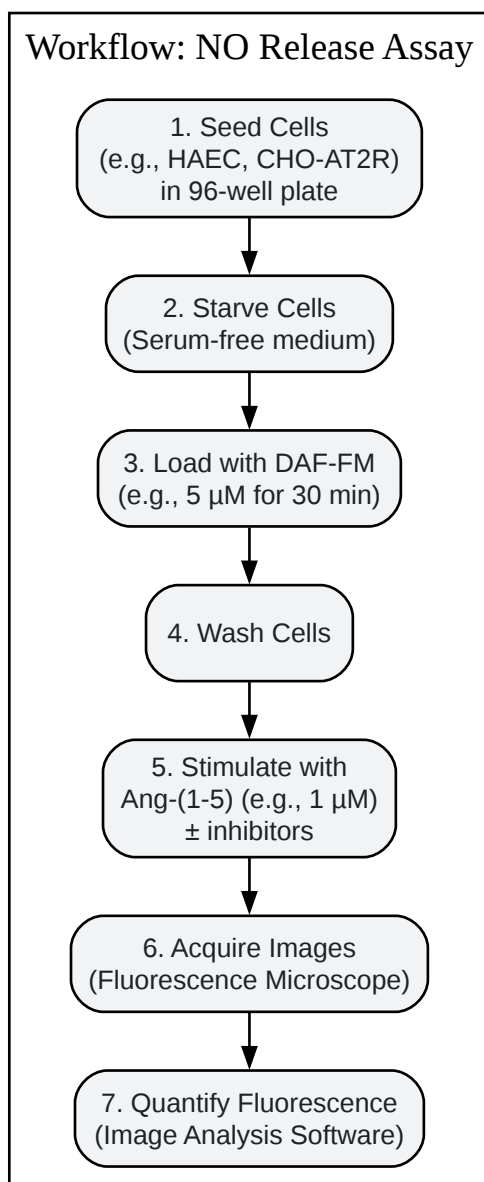 Workflow: NO Release Assay
1. Seed Cells
(e.g., HAEC, CHO-AT2R)
in 96-well plate
2. Starve Cells
(Serum-free medium)
3. Load with DAF-FM
(e.g., 5 µM for 30 min)
4. Wash Cells
5. Stimulate with
Ang-(1-5) (e.g., 1 µM)
± inhibitors
6. Acquire Images
(Fluorescence Microscope)
7. Quantify Fluorescence
(Image Analysis Software)